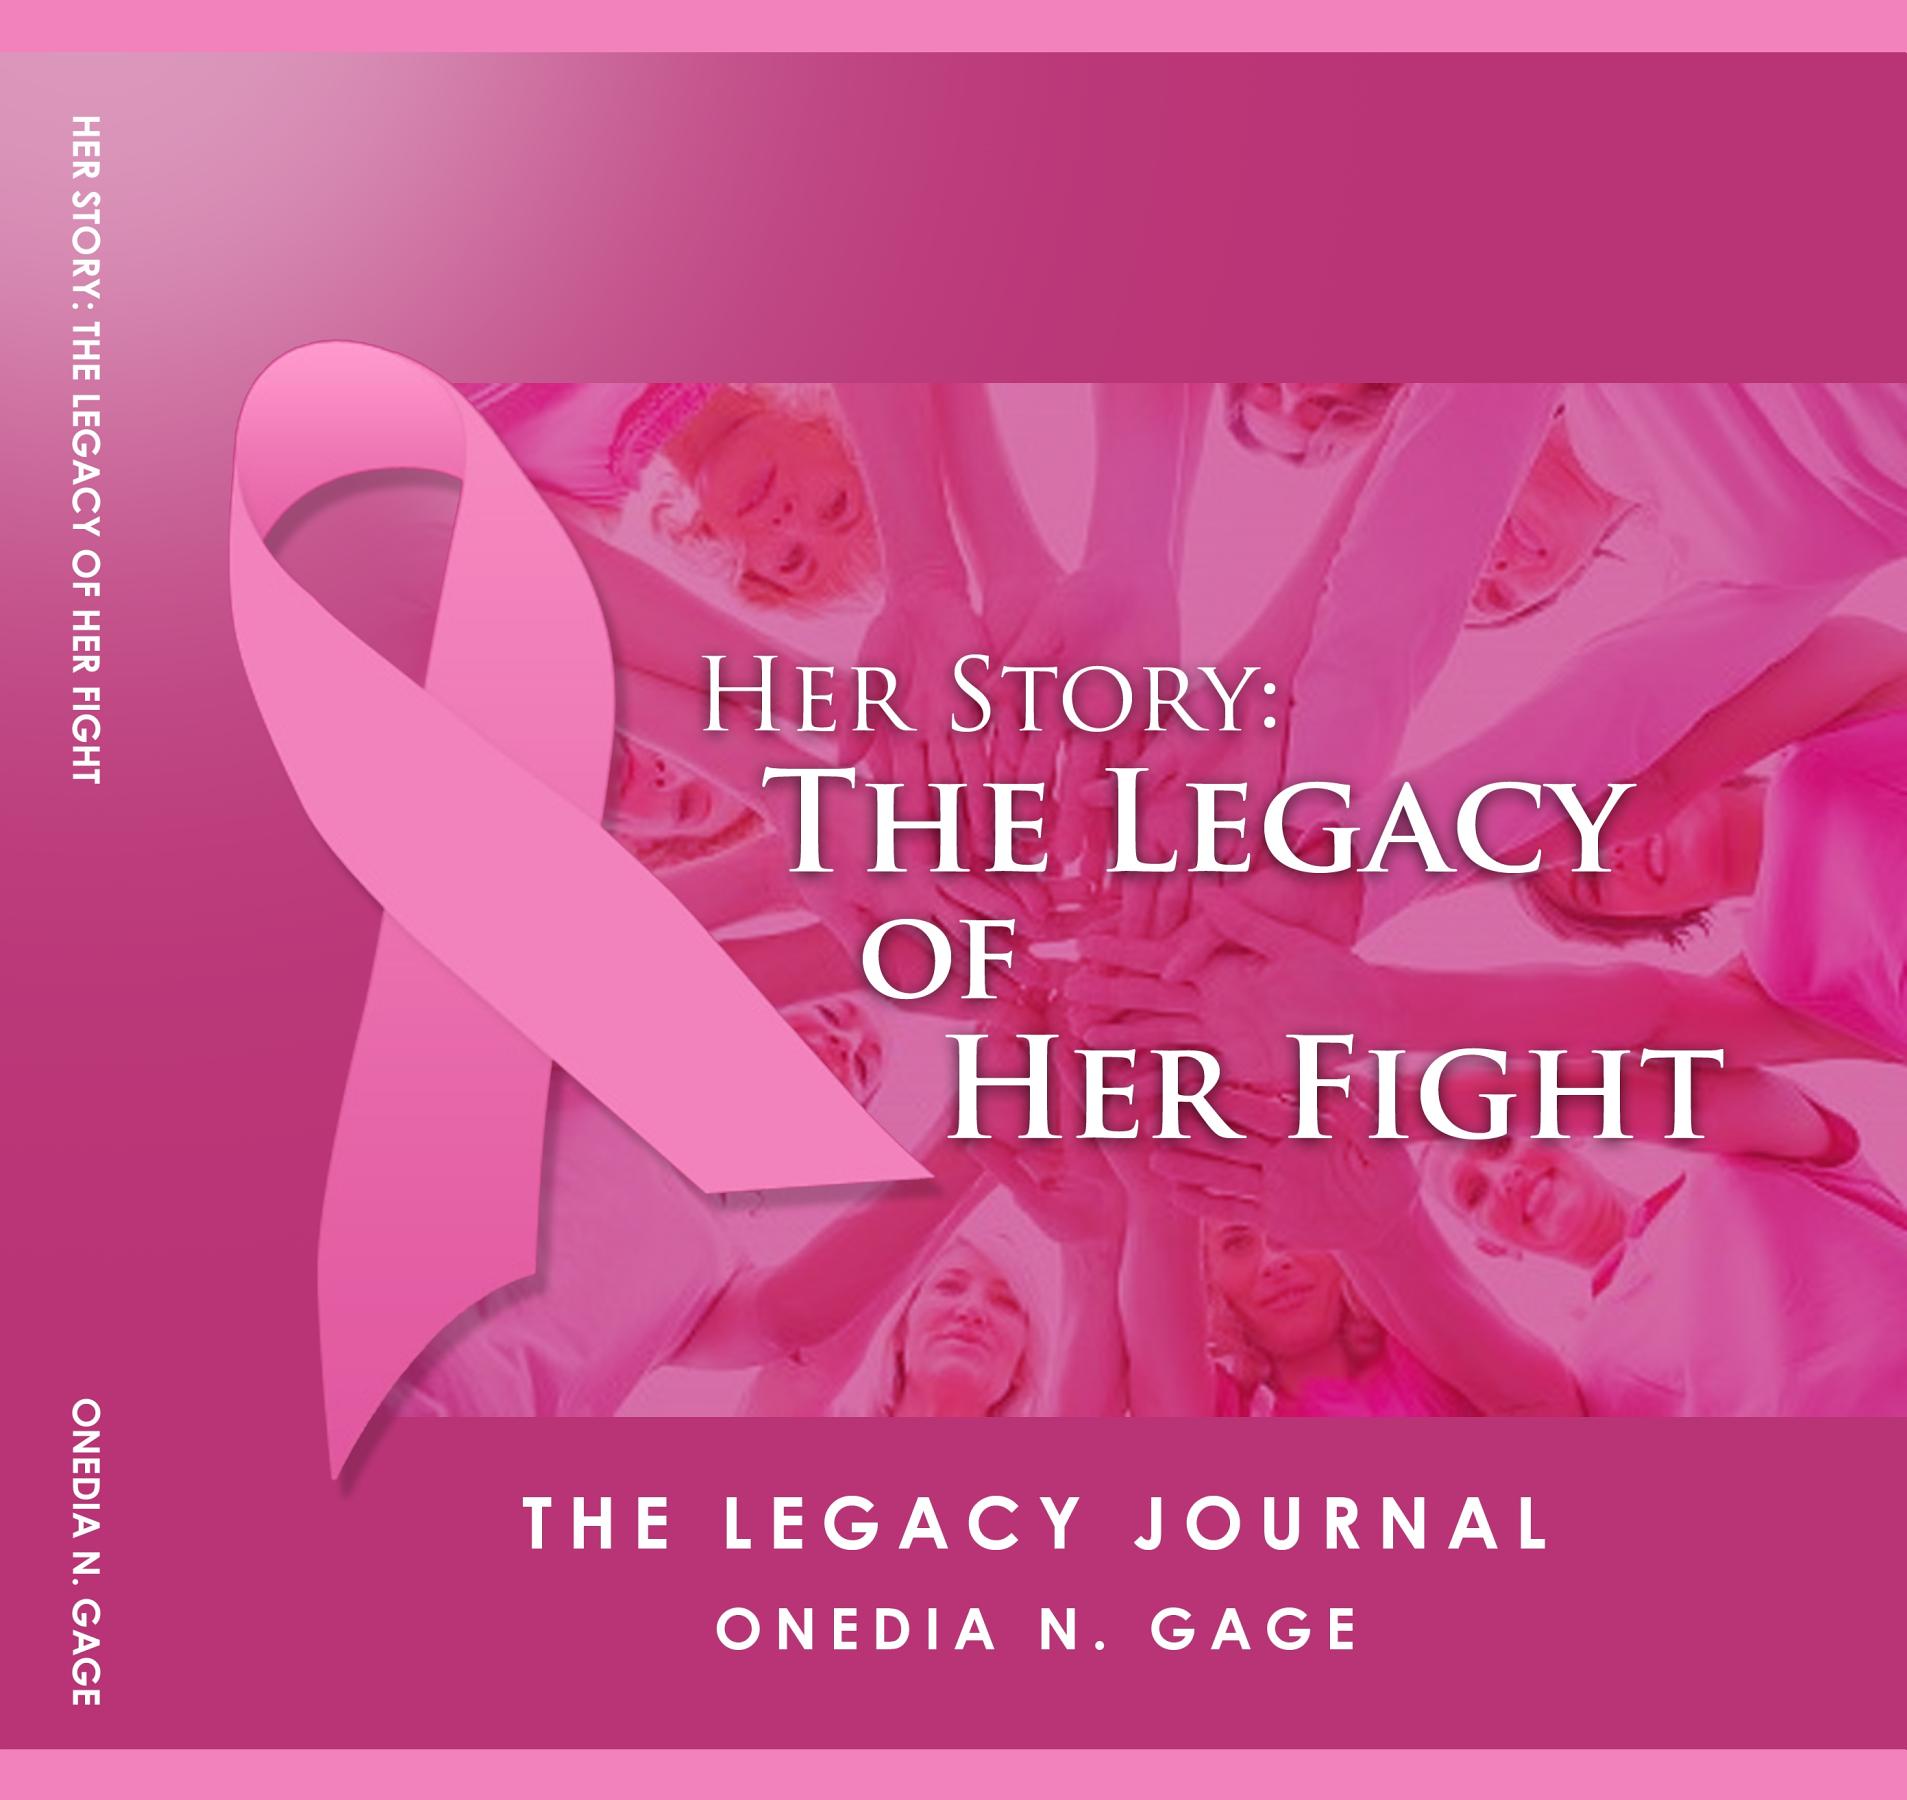 HER STORY: THE LEGACY OF HER FIGHT
ONEDIA N. GAGE
HER STORY:
THE LEGACY
OF
HER FIGHT
THE LEGACY JOURNAL
ONEDIA N. GAGE